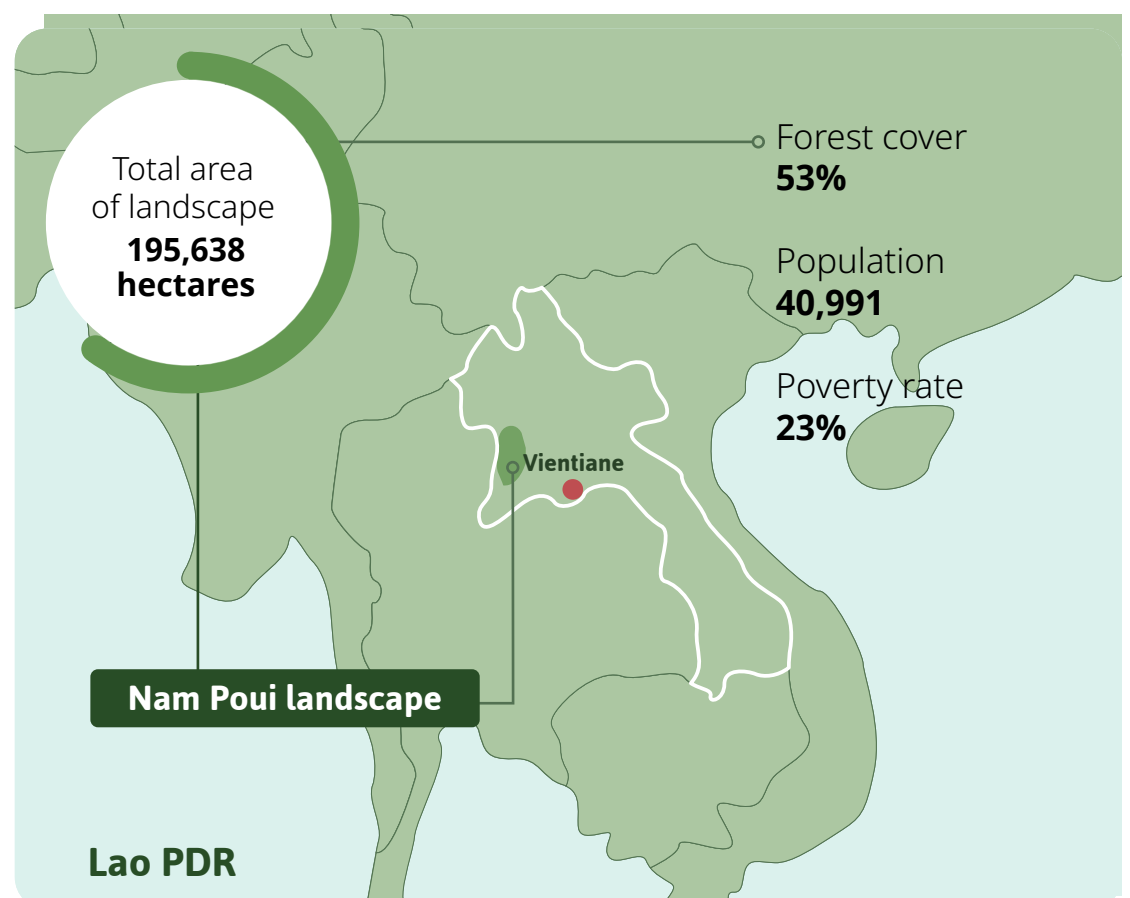 Total area
of landscape
195,638
hectares
Forest cover
53%
Population
40,991
Poverty rate
23%
Vientiane
Nam Poui landscape
Lao PDR